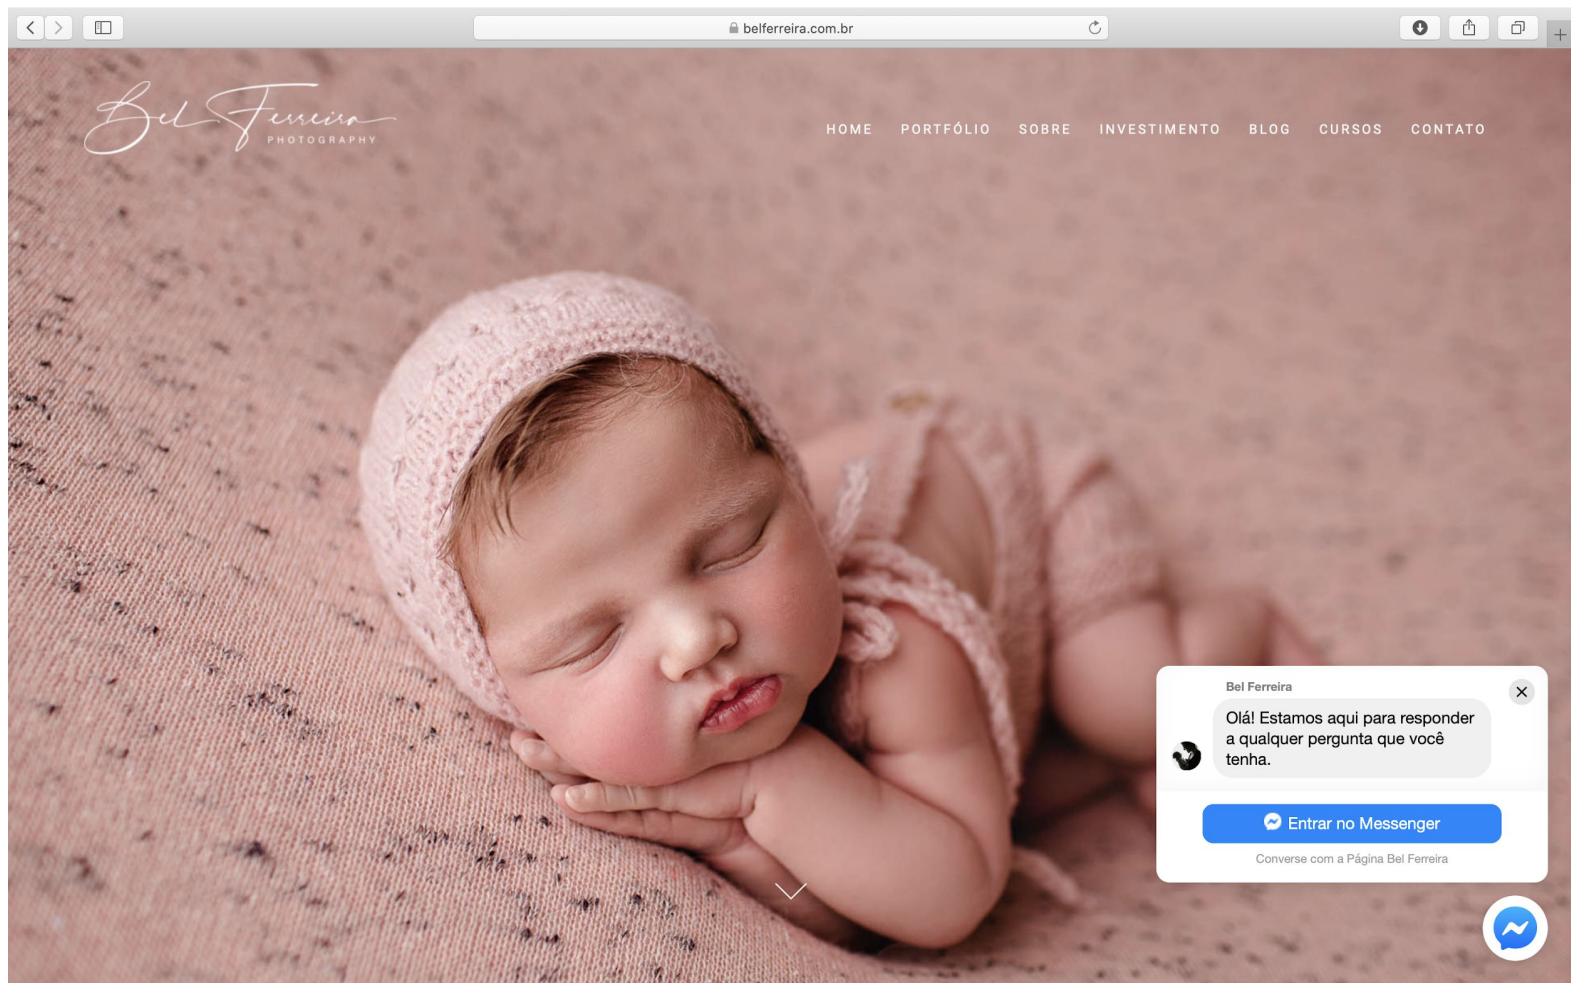 belferreira.com.br
Bel Ferreira
PHOTOGRAPHY
HOME PORTFÓLIO SOBRE INVESTIMENTO BLOG CURSOS CONTATO
Bel Ferreira
Olá! Estamos aqui para responder
a qualquer pergunta que você
tenha.
Entrar no Messenger
Converse com a Página Bel Ferreira